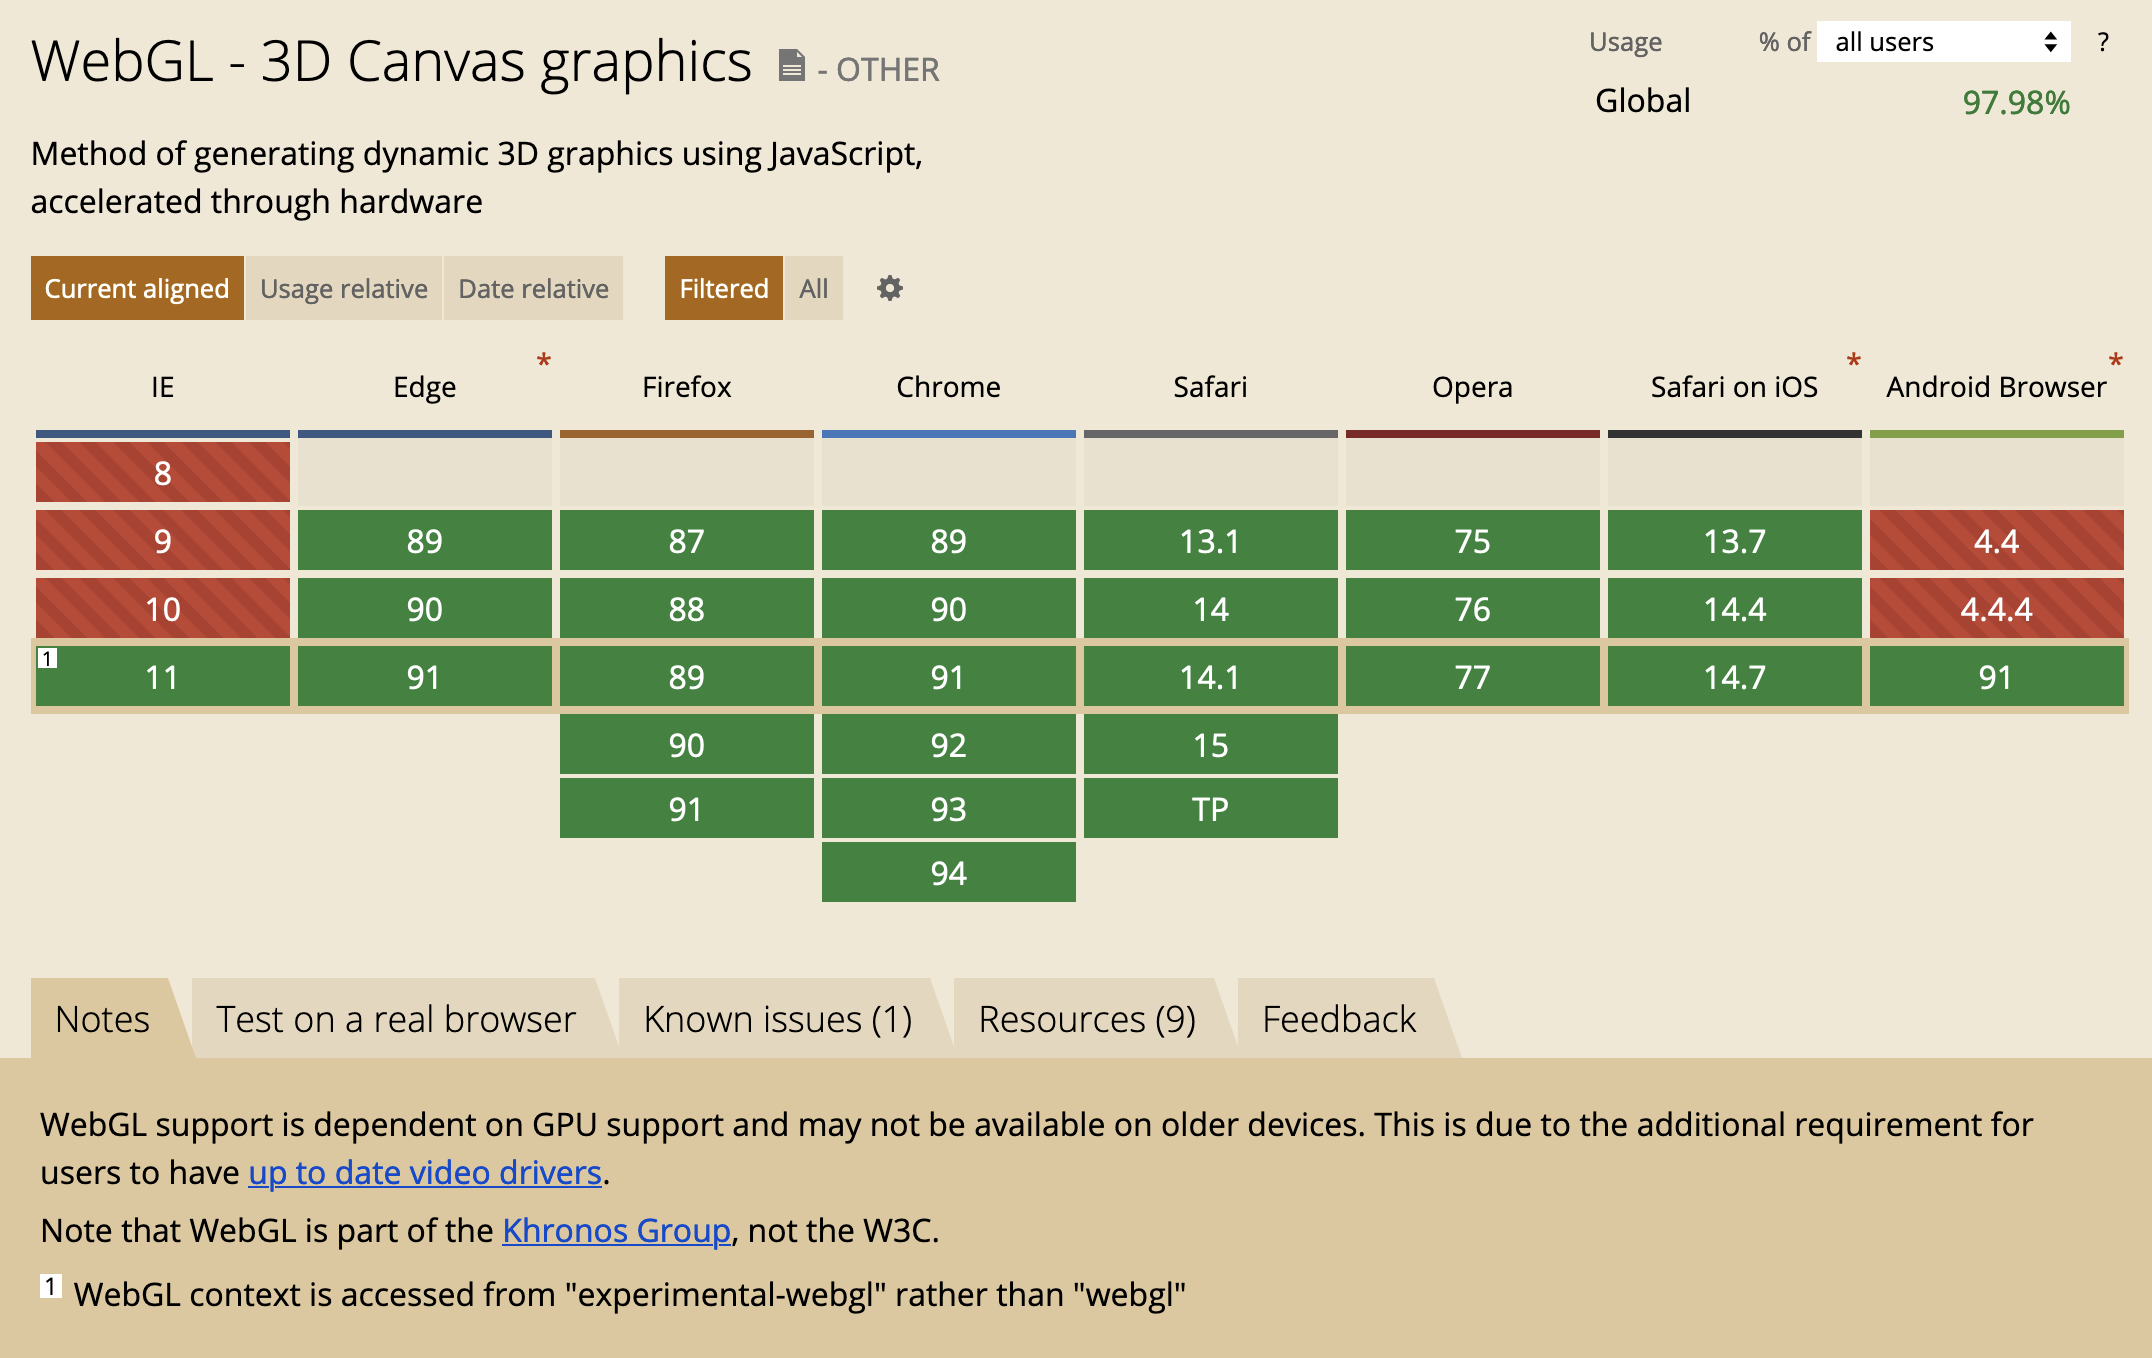 WebGL - 3D Canvas graphics - OTHER
Usage % of all users ?
Global 97.98%
Method of generating dynamic 3D graphics using JavaScript,
accelerated through hardware
Current aligned Usage relative Date relative Filtered All
IE Edge * Firefox Chrome Safari Opera Safari on iOS * Android Browser *
8
9 89 87 89 13.1 75 13.7 4.4
10 90 88 90 14 76 14.4 4.4.4
1 11 91 89 91 14.1 77 14.7 91
90 92 15
91 93 TP
94
Notes Test on a real browser Known issues (1) Resources (9) Feedback
WebGL support is dependent on GPU support and may not be available on older devices. This is due to the additional requirement for
users to have up to date video drivers.
Note that WebGL is part of the Khronos Group, not the W3C.
1 WebGL context is accessed from "experimental-webgl" rather than "webgl"